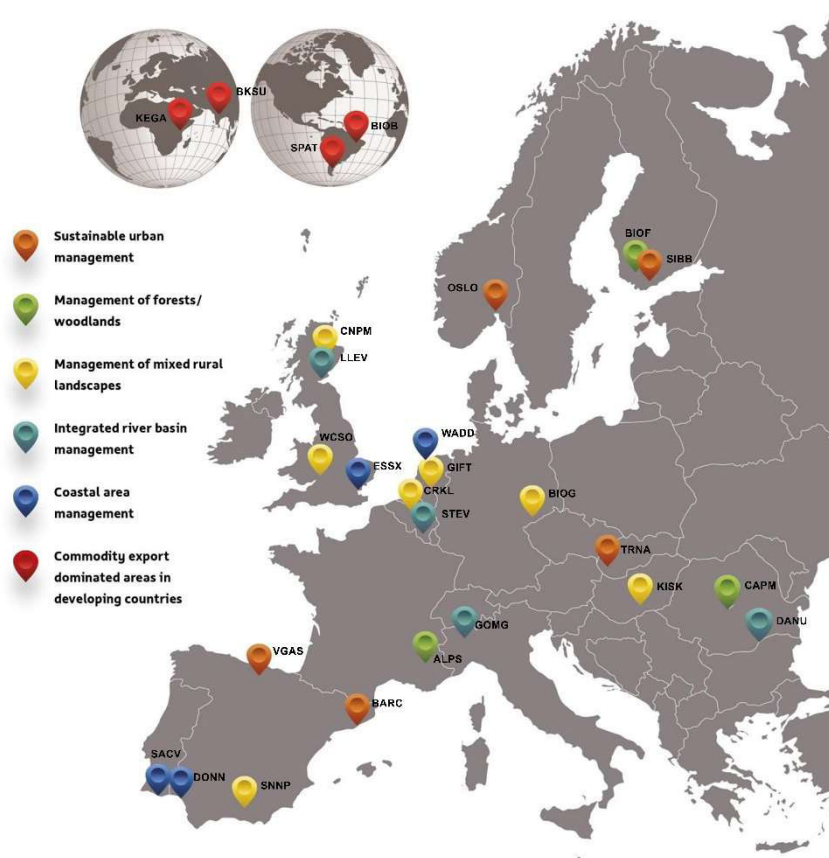 BKSU
KEGA
BIOB
SPAT
Sustainable urban
management
Management of forests/
woodlands
Management of mixed rural
landscapes
Integrated river basin
management
Coastal area
management
Commodity export
dominated areas in
developing countries
BIOF
SIBB
OSLO
CNPM
LLEV
WCSO
ESSX
WADD
GIFT
CRKL
STEV
BIOG
TRNA
KISK
CAPM
DANU
GOMG
ALPS
VGAS
BARC
SACV
DONN
SNNP